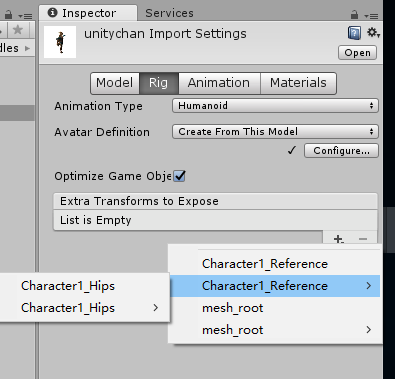 Inspector Services
unitychan Import Settings
Open
dles
Model Rig Animation Materials
Animation Type Humanoid
Avatar Definition Create From This Model
✓ Configure...
Optimize Game Obje
Extra Transforms to Expose
List is Empty
+ −
Character1_Reference
Character1_Hips Character1_Reference >
Character1_Hips > mesh_root
mesh_root >